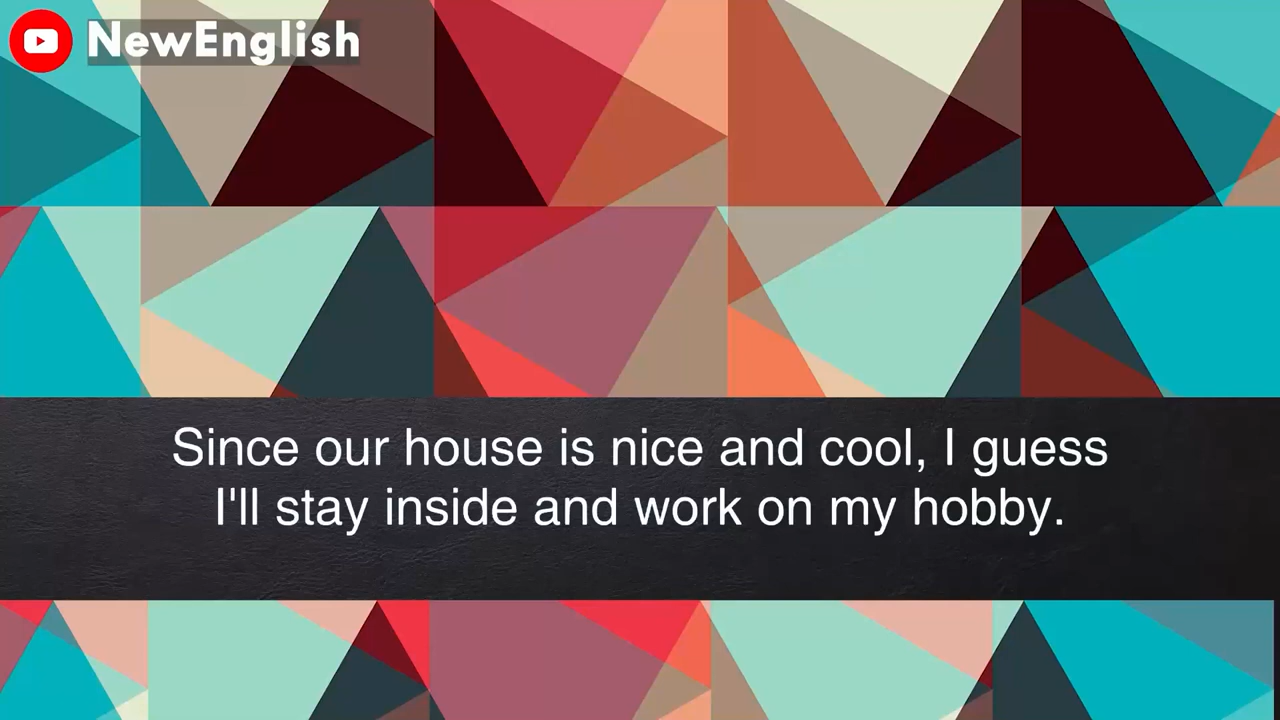 NewEnglish
Since our house is nice and cool, I guess
I'll stay inside and work on my hobby.